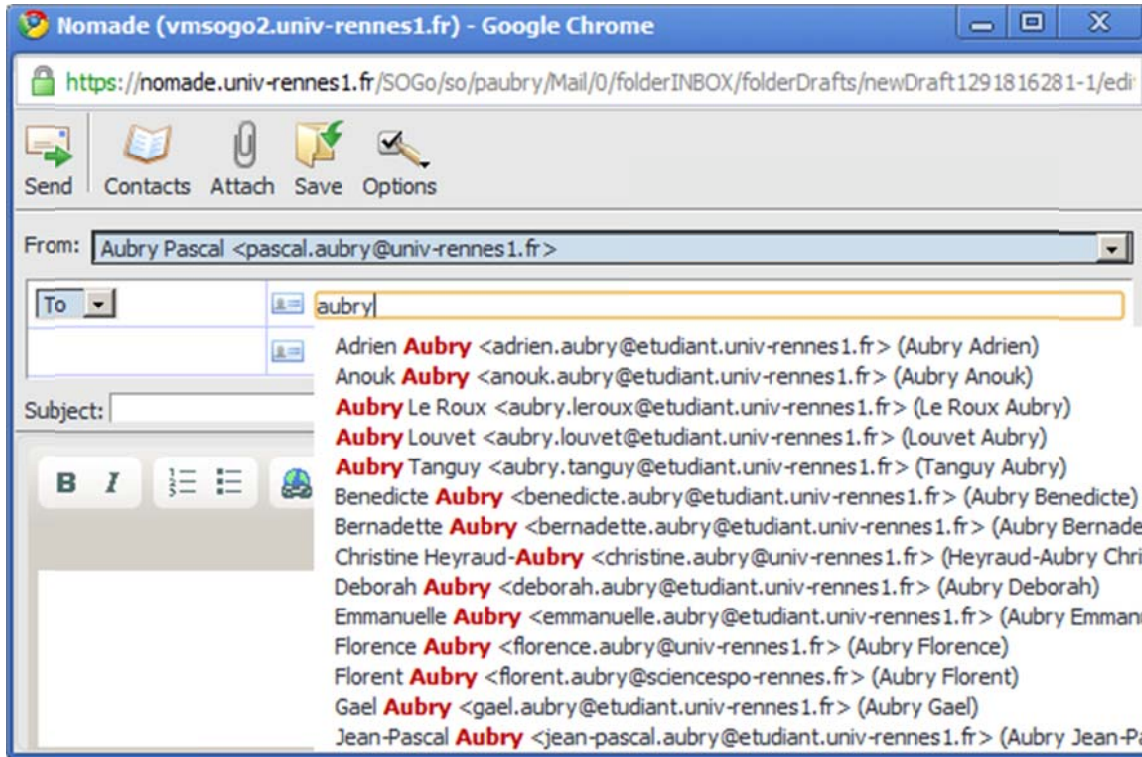 Nomade (vmsogo2.univ-rennes1.fr) - Google Chrome
https://nomade.univ-rennes1.fr/SOGo/so/paubry/Mail/0/folderINBOX/folderDrafts/newDraft1291816281-1/edi
Send Contacts Attach Save Options
From: Aubry Pascal <pascal.aubry@univ-rennes1.fr>
To aubry
Adrien Aubry <adrien.aubry@etudiant.univ-rennes1.fr> (Aubry Adrien)
Anouk Aubry <anouk.aubry@etudiant.univ-rennes1.fr> (Aubry Anouk)
Subject: Aubry Le Roux <aubry.leroux@etudiant.univ-rennes1.fr> (Le Roux Aubry)
Aubry Louvet <aubry.louvet@etudiant.univ-rennes1.fr> (Louvet Aubry)
Aubry Tanguy <aubry.tanguy@etudiant.univ-rennes1.fr> (Tanguy Aubry)
B I Benedicte Aubry <benedicte.aubry@etudiant.univ-rennes1.fr> (Aubry Benedicte)
Bernadette Aubry <bernadette.aubry@etudiant.univ-rennes1.fr> (Aubry Bernade
Christine Heyraud-Aubry <christine.aubry@univ-rennes1.fr> (Heyraud-Aubry Chri
Deborah Aubry <deborah.aubry@etudiant.univ-rennes1.fr> (Aubry Deborah)
Emmanuelle Aubry <emmanuelle.aubry@etudiant.univ-rennes1.fr> (Aubry Emman
Florence Aubry <florence.aubry@univ-rennes1.fr> (Aubry Florence)
Florent Aubry <florent.aubry@sciencespo-rennes.fr> (Aubry Florent)
Gael Aubry <gael.aubry@etudiant.univ-rennes1.fr> (Aubry Gael)
Jean-Pascal Aubry <jean-pascal.aubry@etudiant.univ-rennes1.fr> (Aubry Jean-Pa